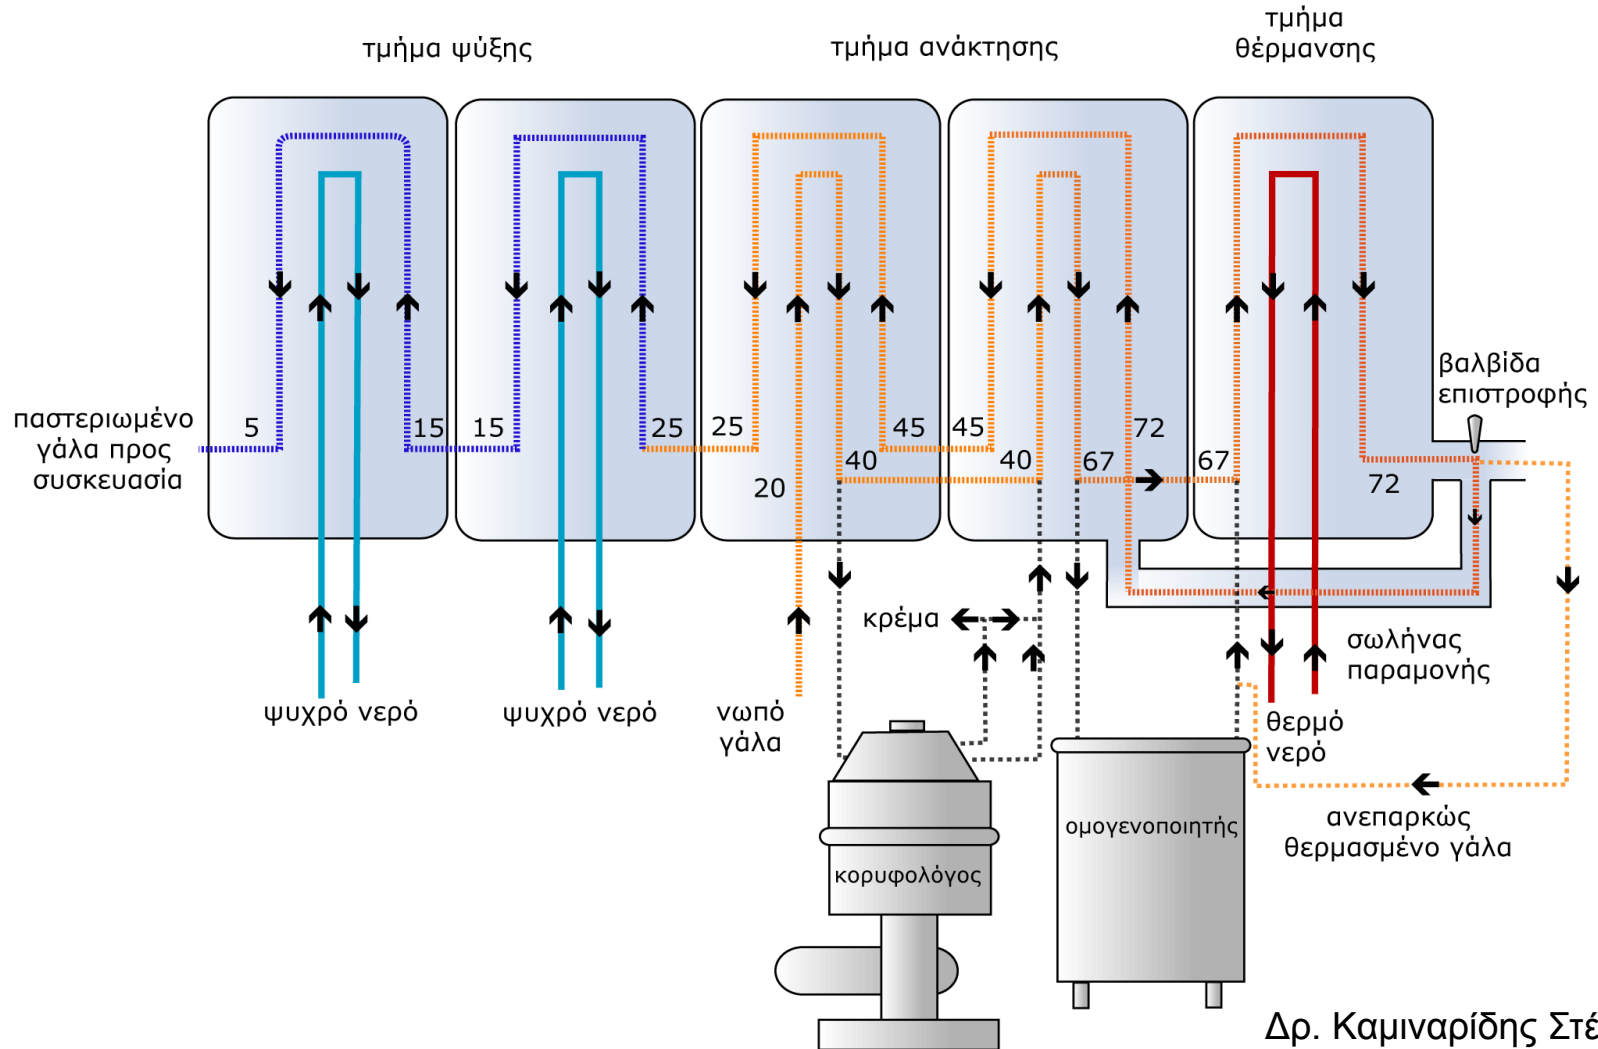 τμήμα ψύξης
τμήμα ανάκτησης
τμήμα
θέρμανσης
βαλβίδα
επιστροφής
παστεριωμένο
γάλα προς
συσκευασία
5
15
15
25
25
45
45
72
40
40
67
67
72
20
κρέμα
σωλήνας
παραμονής
ψυχρό νερό
ψυχρό νερό
νωπό
γάλα
θερμό
νερό
ομογενοποιητής
ανεπαρκώς
θερμασμένο γάλα
κορυφολόγος
Δρ. Καμιναρίδης Στέ